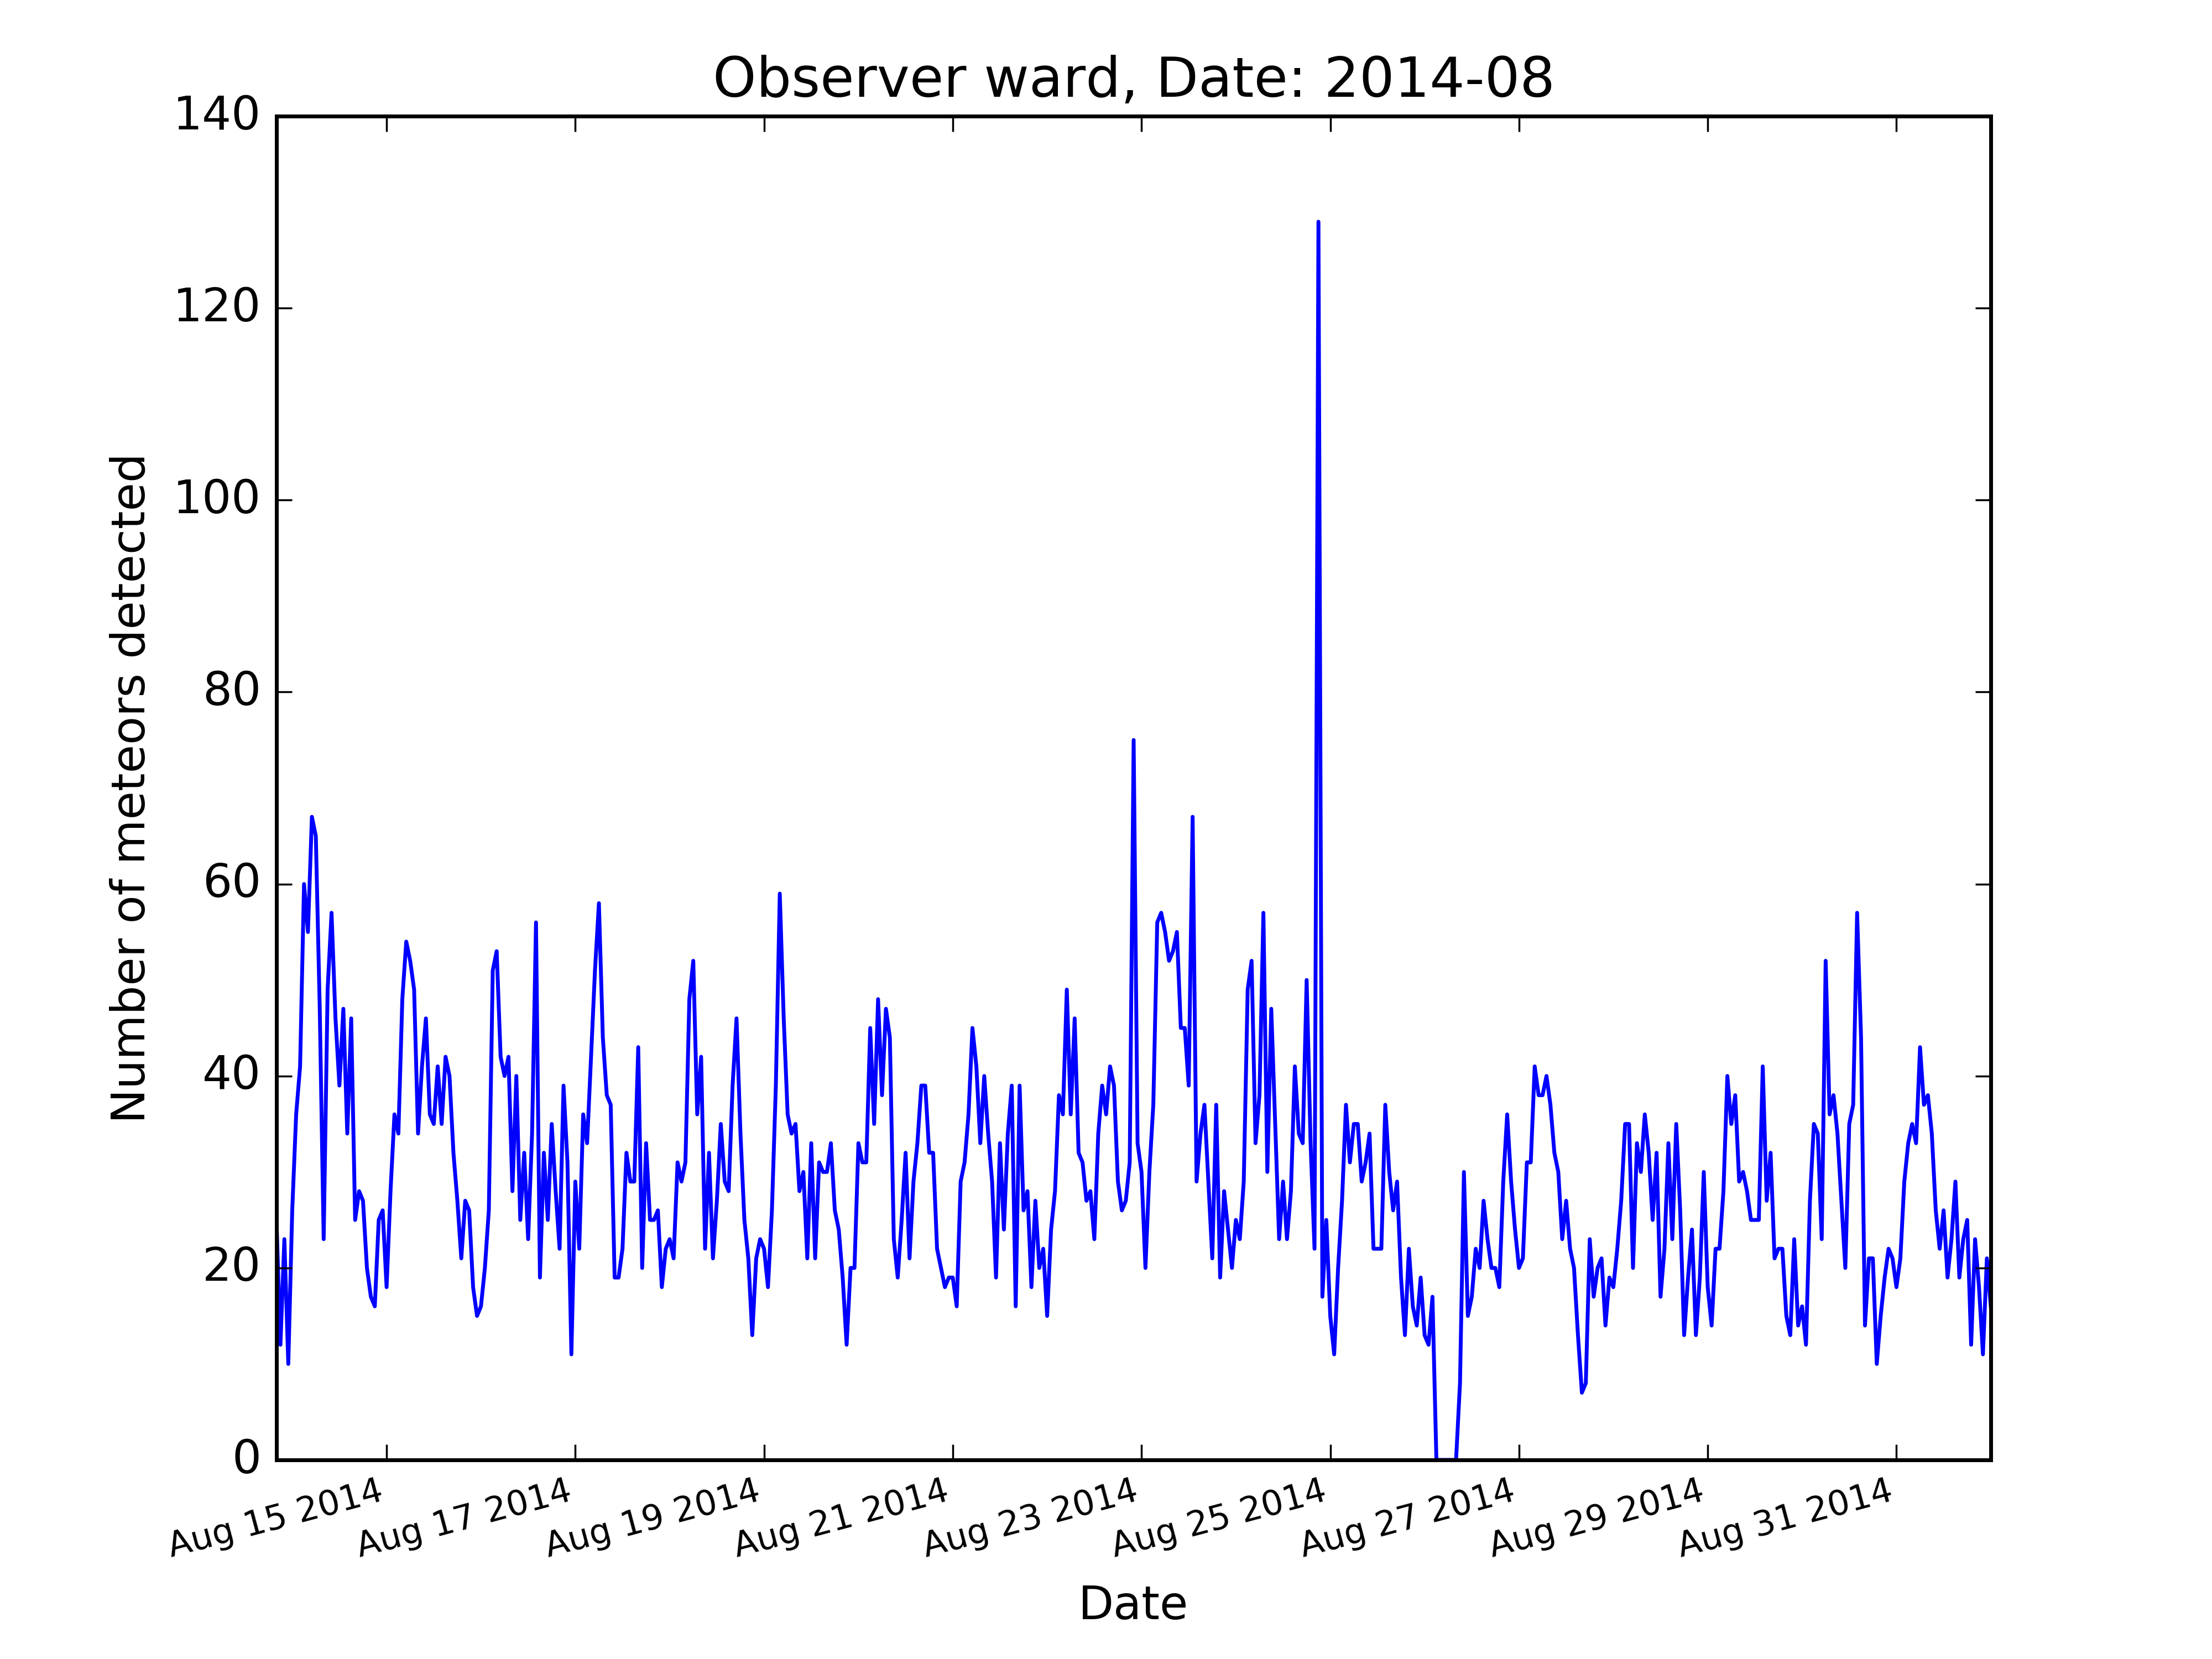 Observer ward, Date: 2014-08
140
120
100
80
60
40
20
0
Number of meteors detected
Aug 15 2014
Aug 17 2014
Aug 19 2014
Aug 21 2014
Aug 23 2014
Aug 25 2014
Aug 27 2014
Aug 29 2014
Aug 31 2014
Date